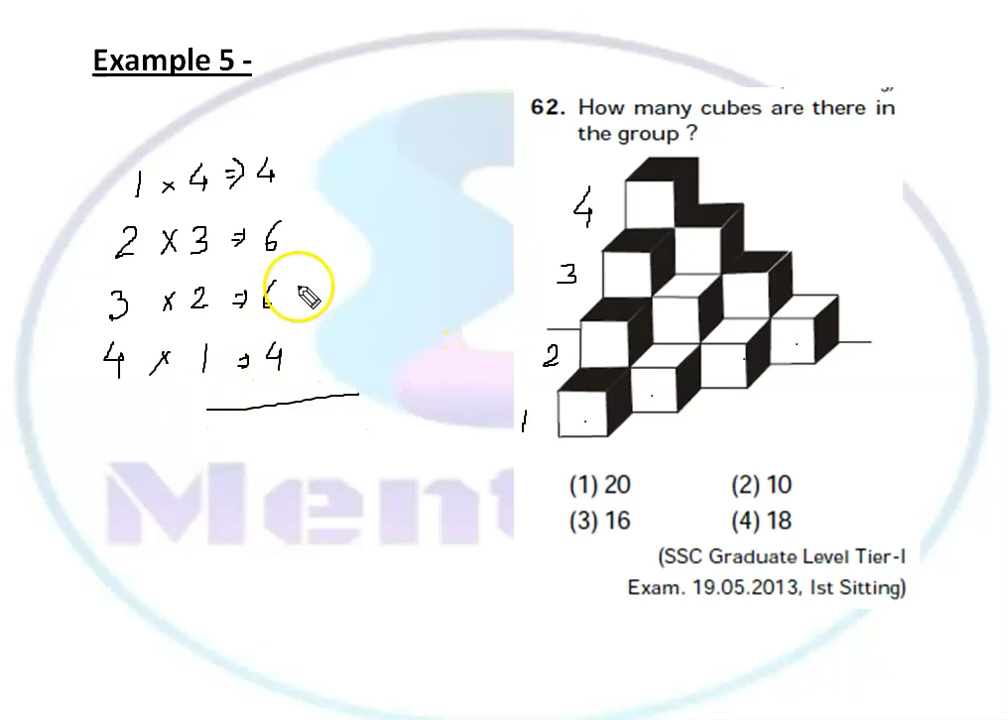 Example 5 -
1 × 4 ⇒ 4
2 × 3 ⇒ 6
3 × 2 ⇒ 6
4 × 1 ⇒ 4
62. How many cubes are there in
the group ?
4
3
2
1
(1) 20 (2) 10
(3) 16 (4) 18
(SSC Graduate Level Tier-I
Exam. 19.05.2013, Ist Sitting)
Ment